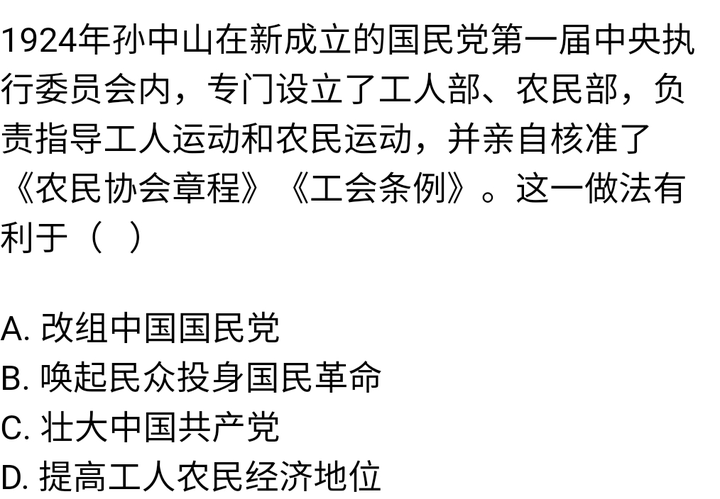 1924年孙中山在新成立的国民党第一届中央执
行委员会内，专门设立了工人部、农民部，负
责指导工人运动和农民运动，并亲自核准了
《农民协会章程》《工会条例》。这一做法有
利于（   ）
A. 改组中国国民党
B. 唤起民众投身国民革命
C. 壮大中国共产党
D. 提高工人农民经济地位